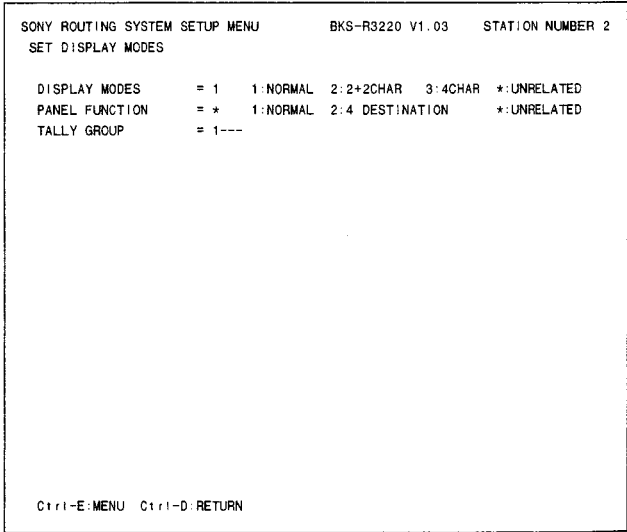 SONY ROUTING SYSTEM SETUP MENU BKS-R3220 V1.03 STATION NUMBER 2
SET DISPLAY MODES
DISPLAY MODES = 1 1:NORMAL 2:2+2CHAR 3:4CHAR *:UNRELATED
PANEL FUNCTION = * 1:NORMAL 2:4 DESTINATION *:UNRELATED
TALLY GROUP = 1---
Ctrl-E:MENU Ctrl-D:RETURN